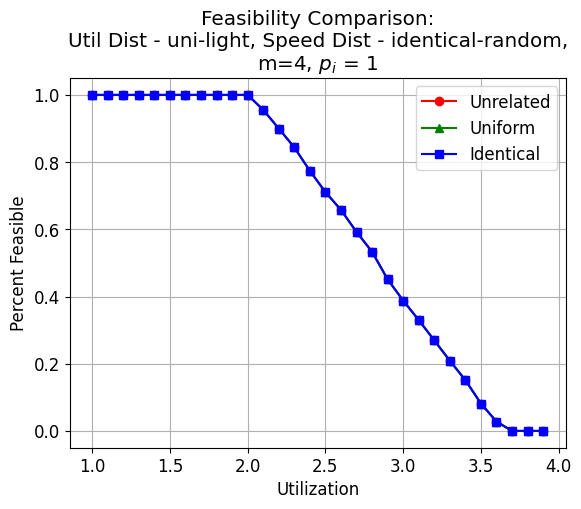 Feasibility Comparison:
Util Dist - uni-light, Speed Dist - identical-random,
m=4, $p_i$ = 1
1.0
0.8
0.6
0.4
0.2
0.0
Percent Feasible
Unrelated
Uniform
Identical
1.0 1.5 2.0 2.5 3.0 3.5 4.0
Utilization